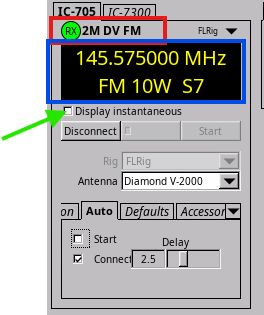 IC-705 IC-7300
RX 2M DV FM FLRig
145.575000 MHz
FM 10W S7
Display instantaneous
Disconnect Start
Rig FLRig
Antenna Diamond V-2000
on Auto Defaults Accessor
Start Delay
Connect 2.5